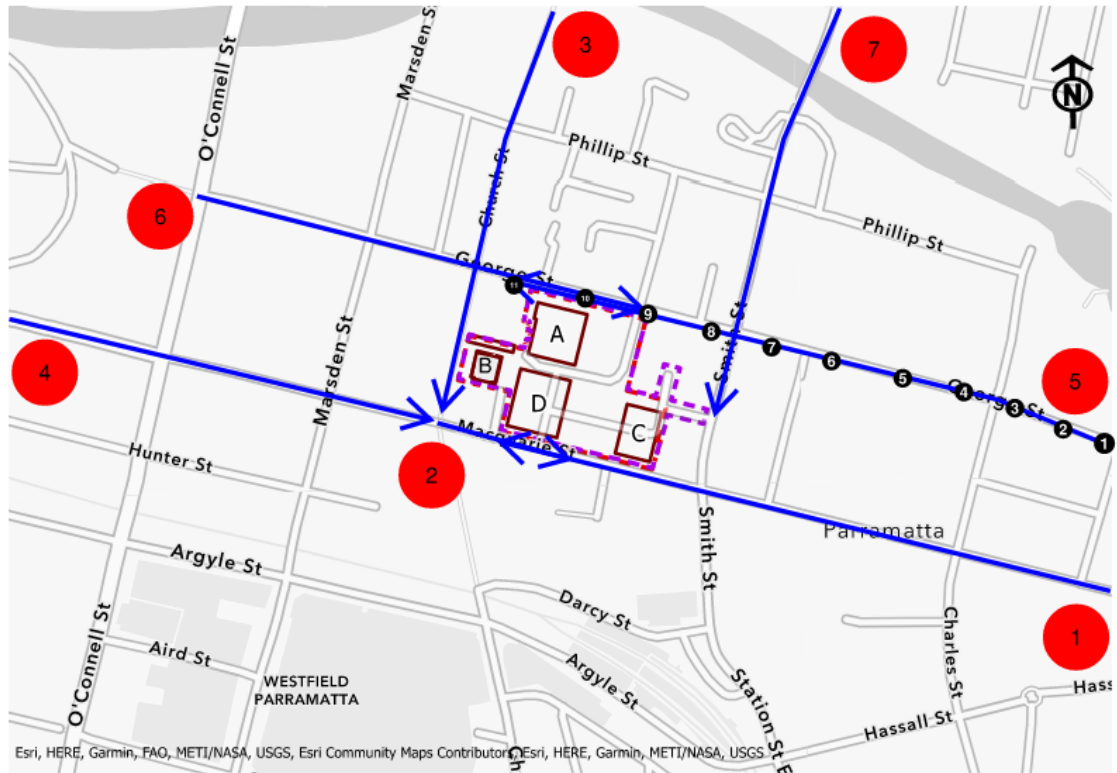 3
7
N
O'Connell St
Marsden St
Phillip St
Church St
6
Phillip St
George St
11
10
9
8
7
6
5
4
3
2
1
A
B
D
C
Smith St
George St
5
4
Marsden St
Macquarie St
Hunter St
2
Parramatta
Smith St
Argyle St
Darcy St
1
Aird St
O'Connell St
WESTFIELD
PARRAMATTA
Argyle St
Station St E
Charles St
Hassall St
Hass
Ch
Esri, HERE, Garmin, FAO, METI/NASA, USGS, Esri Community Maps Contributors, Esri, HERE, Garmin, METI/NASA, USGS